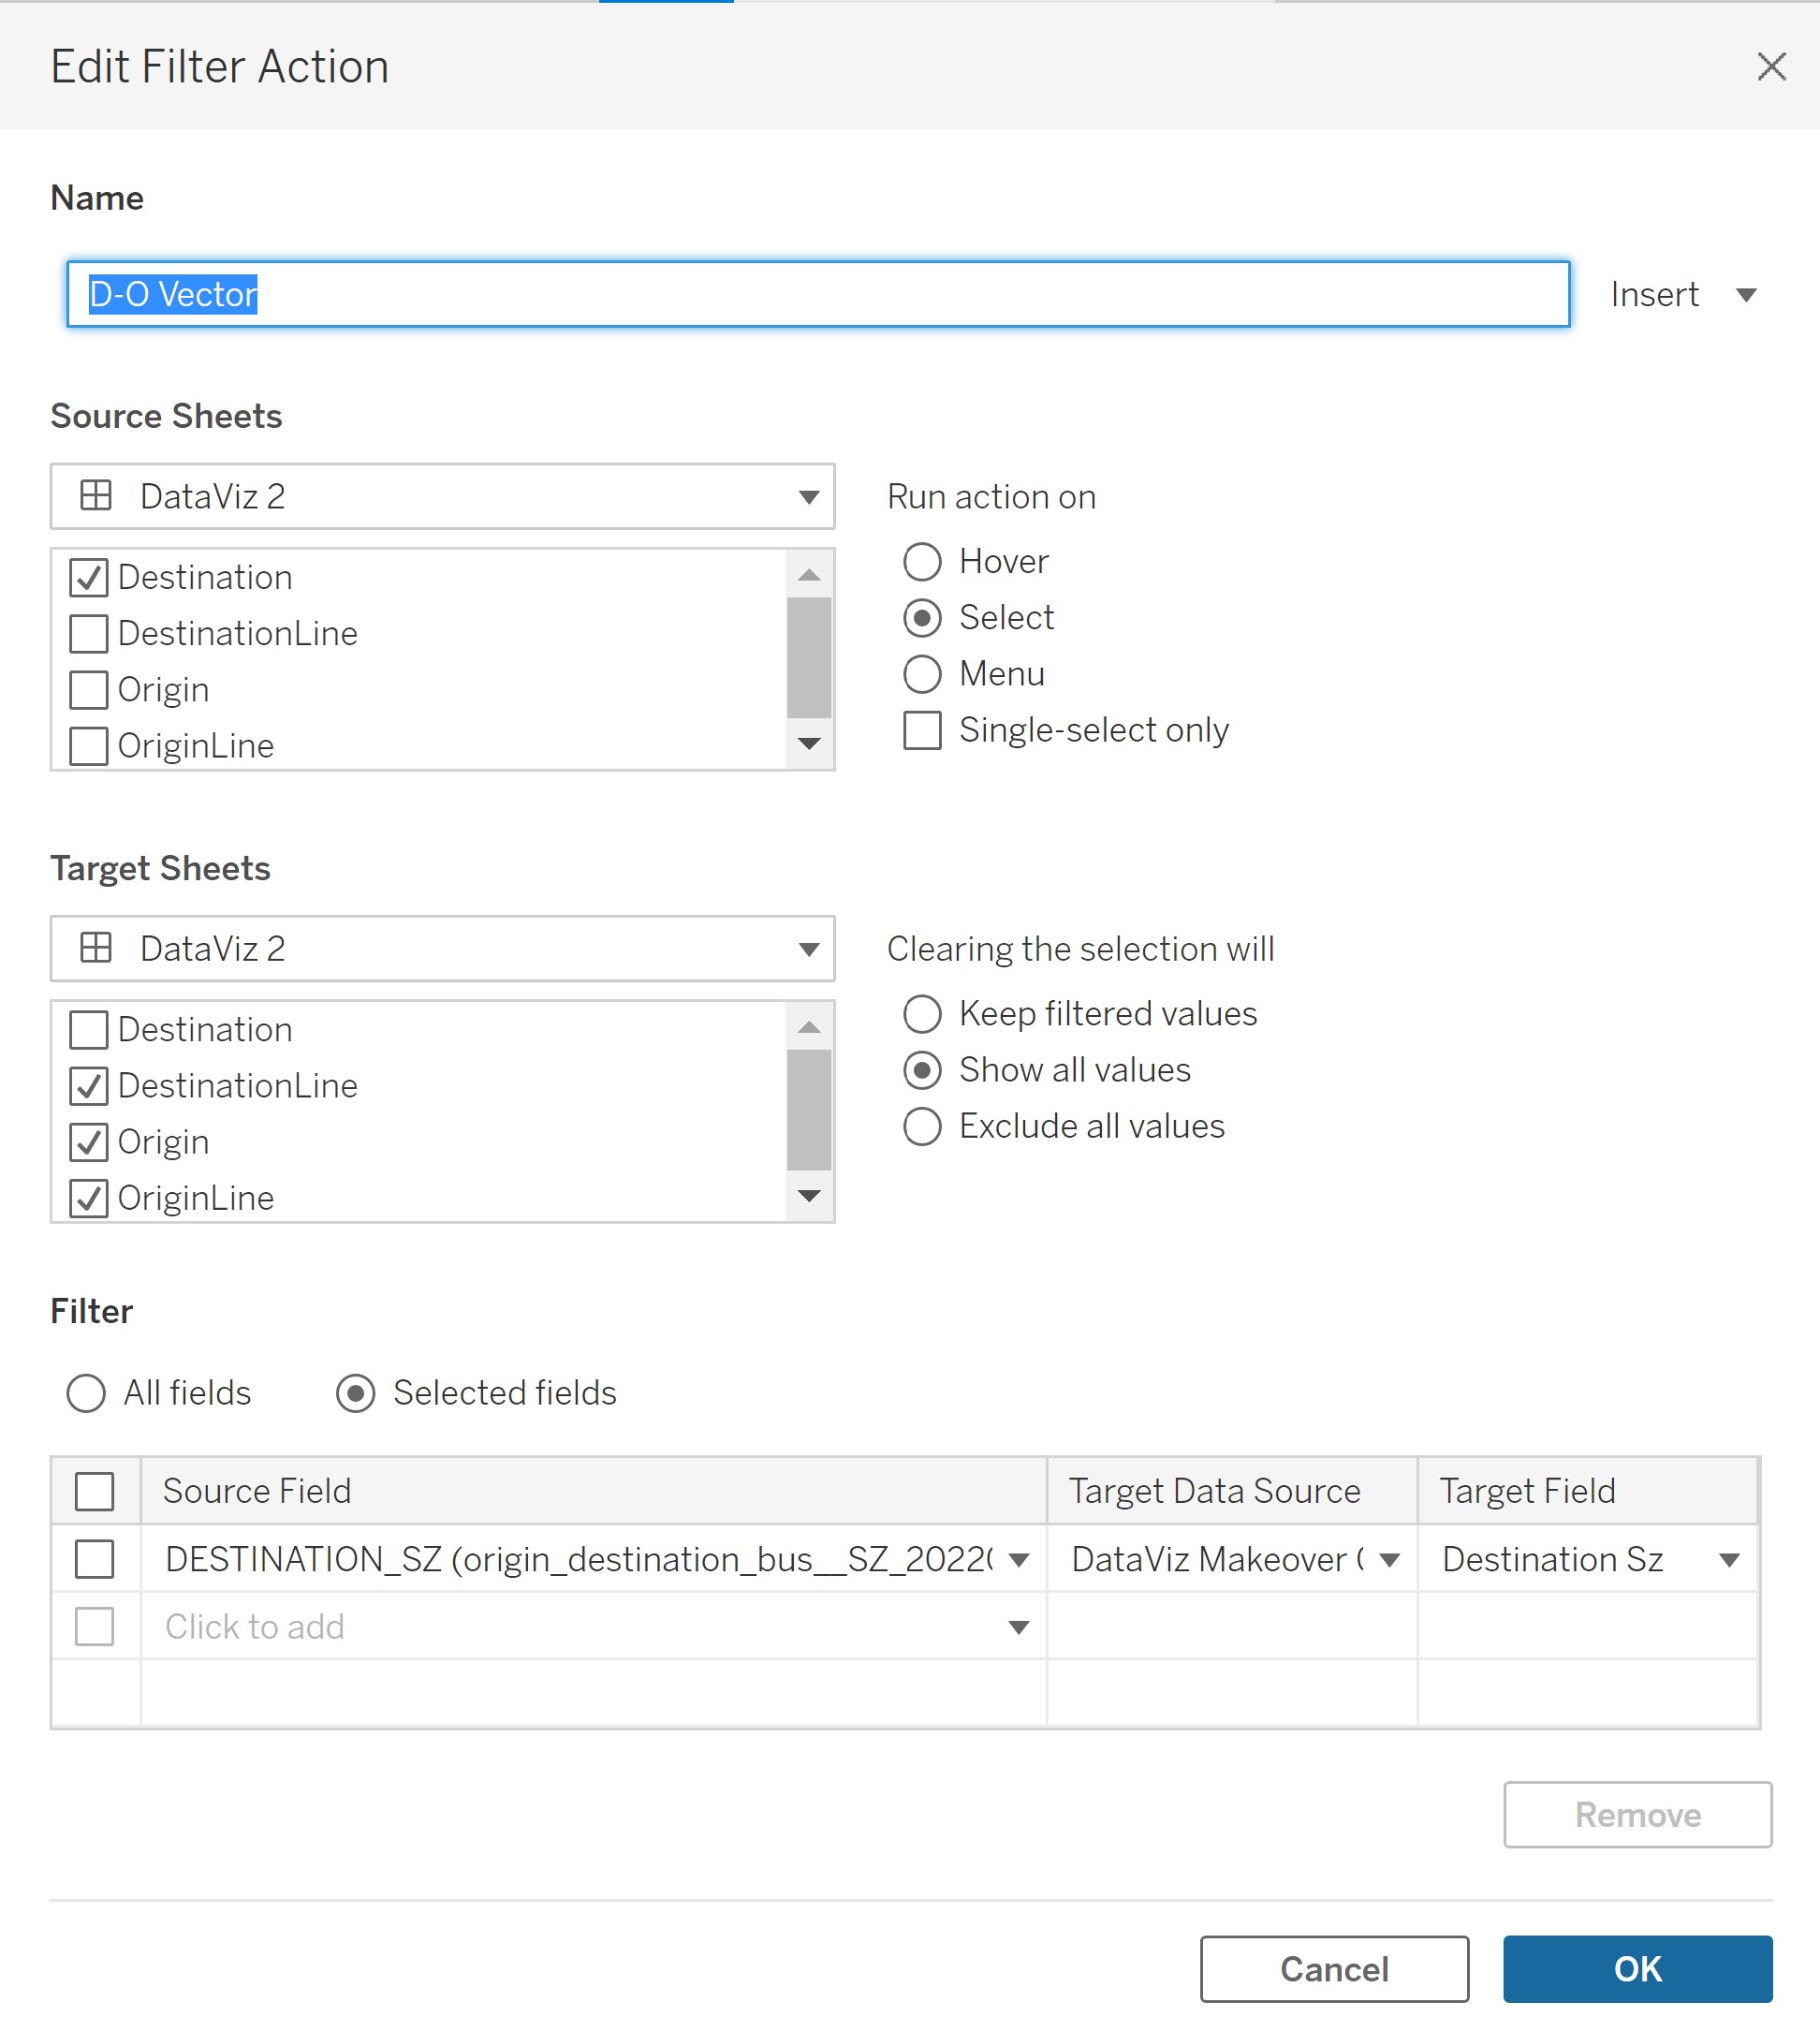 Edit Filter Action
Name
D-O Vector
Insert
Source Sheets
DataViz 2
Run action on
Destination
DestinationLine
Origin
OriginLine
Hover
Select
Menu
Single-select only
Target Sheets
DataViz 2
Clearing the selection will
Destination
DestinationLine
Origin
OriginLine
Keep filtered values
Show all values
Exclude all values
Filter
All fields Selected fields
Source Field Target Data Source Target Field
DESTINATION_SZ (origin_destination_bus__SZ_2022 DataViz Makeover Destination Sz
Click to add
Remove
Cancel OK